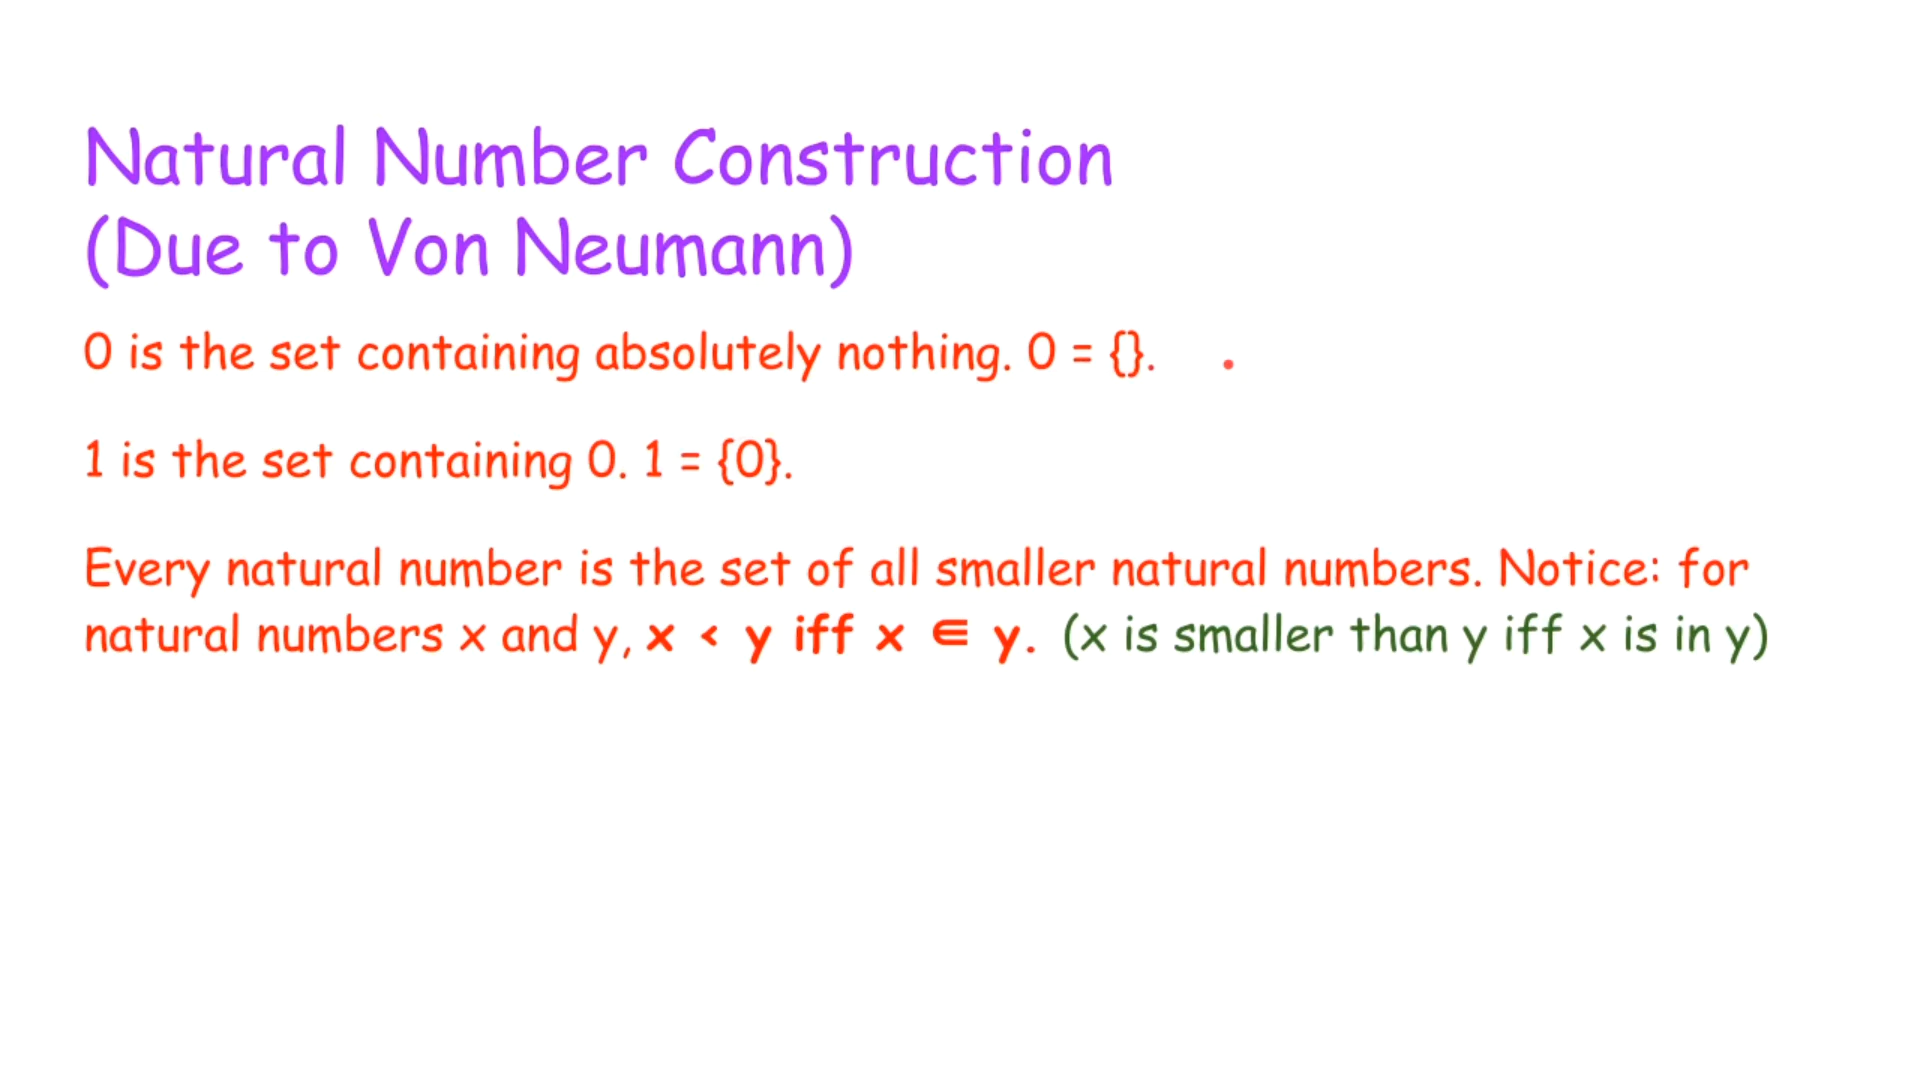 Natural Number Construction
(Due to Von Neumann)
0 is the set containing absolutely nothing. 0 = {}.
1 is the set containing 0. 1 = {0}.
Every natural number is the set of all smaller natural numbers. Notice: for
natural numbers x and y, x < y iff x ∈ y. (x is smaller than y iff x is in y)